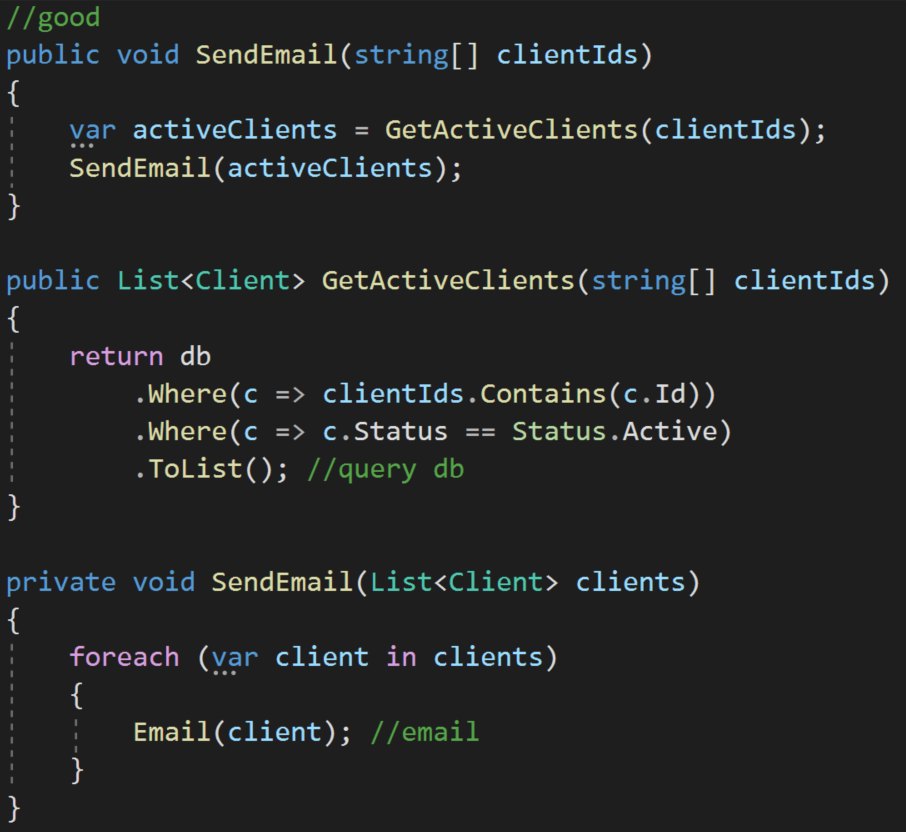 //good
public void SendEmail(string[] clientIds)
{
    var activeClients = GetActiveClients(clientIds);
    SendEmail(activeClients);
}

public List<Client> GetActiveClients(string[] clientIds)
{
    return db
        .Where(c => clientIds.Contains(c.Id))
        .Where(c => c.Status == Status.Active)
        .ToList(); //query db
}

private void SendEmail(List<Client> clients)
{
    foreach (var client in clients)
    {
        Email(client); //email
    }
}